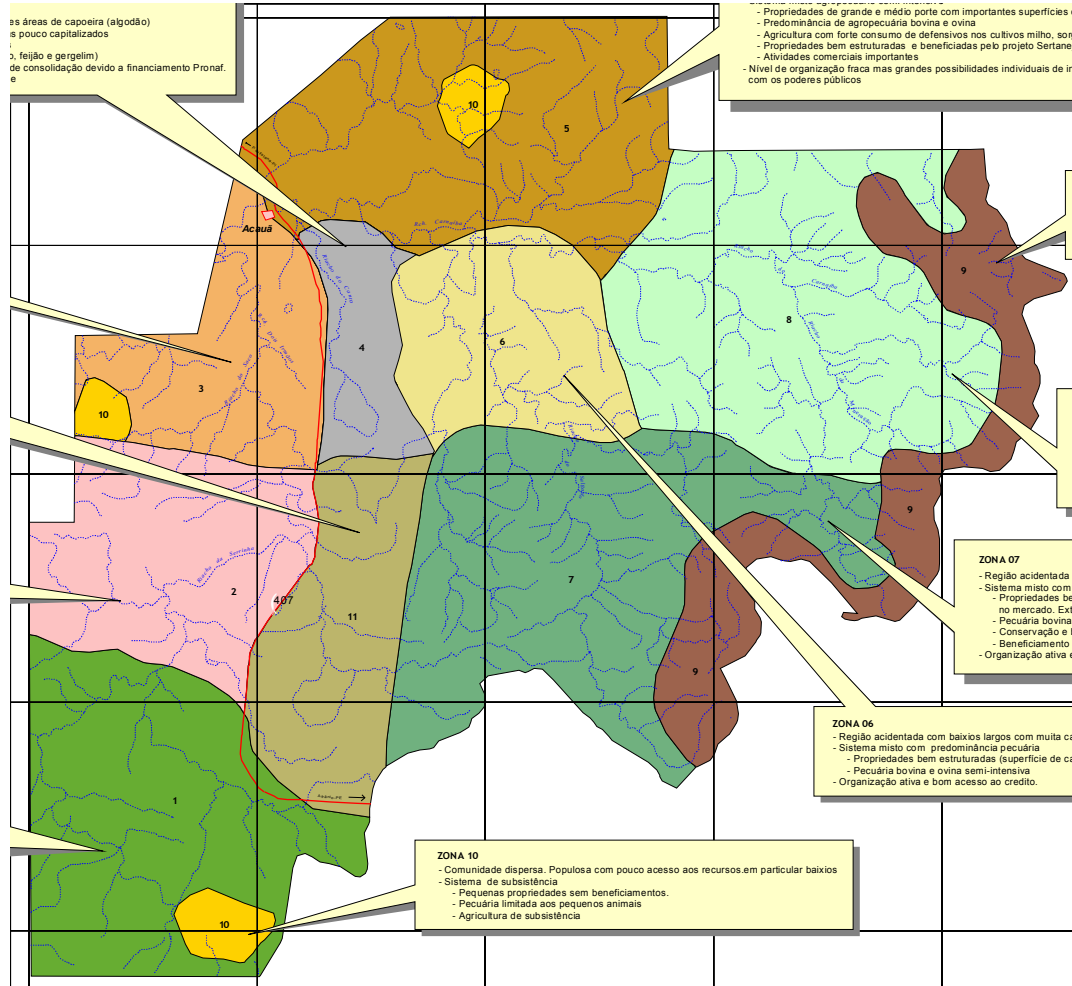 es áreas de capoeira (algodão)
s pouco capitalizados
s
o, feijão e gergelim)
de consolidação devido a financiamento Pronaf.
e
- Propriedades de grande e médio porte com importantes superfícies
- Predominância de agropecuária bovina e ovina
- Agricultura com forte consumo de defensivos nos cultivos milho, sor
- Propriedades bem estruturadas e beneficiadas pelo projeto Sertane
- Atividades comerciais importantes
- Nível de organização fraca mas grandes possibilidades individuais de in
com os poderes públicos
10
5
Acauã
Rch. Carnaíba
9
8
4
6
3
10
9
2
407
7
11
9
1
10
ZONA 07
- Região acidentada
- Sistema misto com
- Propriedades be
no mercado. Ext
- Pecuária bovina
- Conservação e
- Beneficiamento
- Organização ativa e
ZONA 06
- Região acidentada com baixios largos com muita ca
- Sistema misto com predominância pecuária
- Propriedades bem estruturadas (superfície de ca
- Pecuária bovina e ovina semi-intensiva
- Organização ativa e bom acesso ao credito.
ZONA 10
- Comunidade dispersa. Populosa com pouco acesso aos recursos.em particular baixios
- Sistema de subsistência
- Pequenas propriedades sem beneficiamentos.
- Pecuária limitada aos pequenos animais
- Agricultura de subsistência